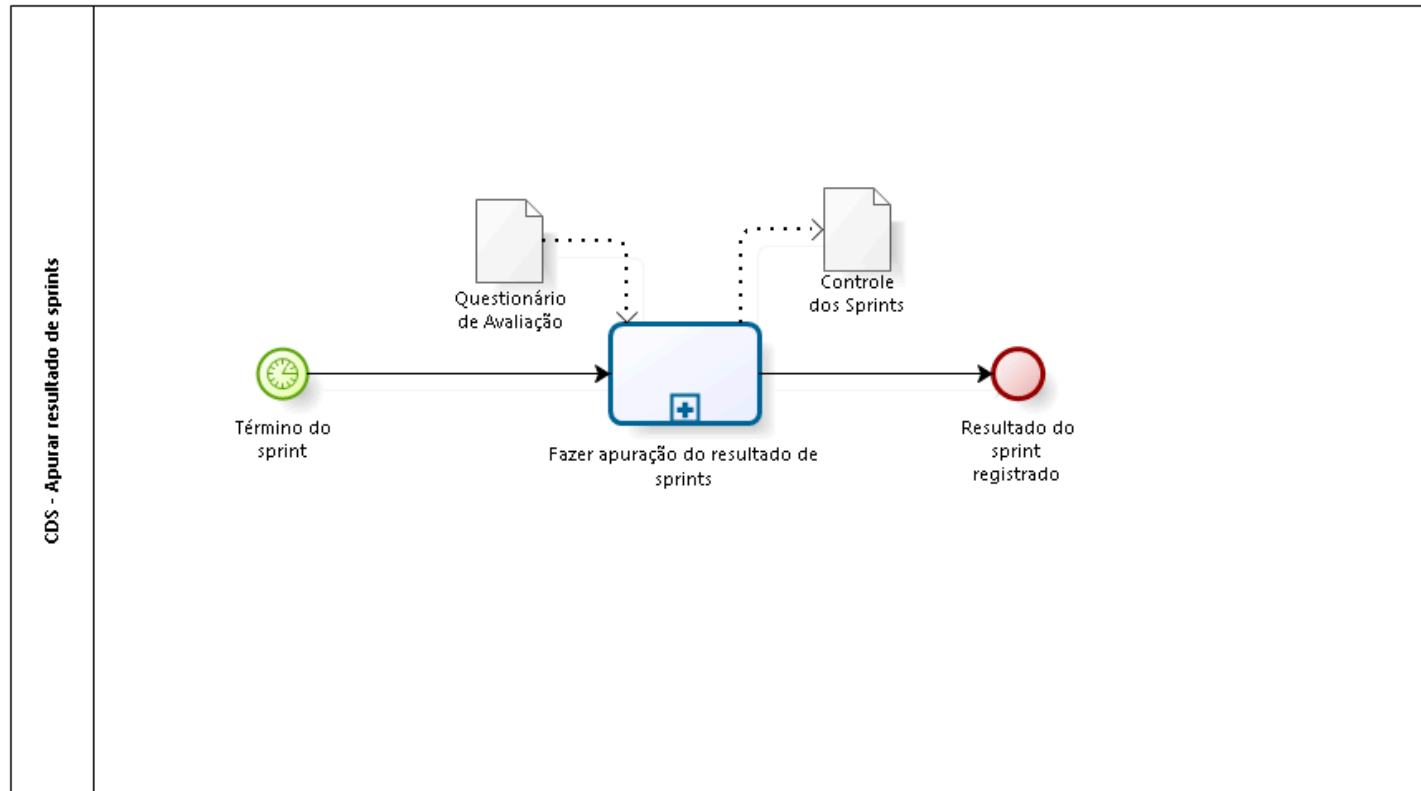 CDS - Apurar resultado de sprints
Questionário
de Avaliação
Controle
dos Sprints
Término do
sprint
Fazer apuração do resultado de
sprints
Resultado do
sprint
registrado